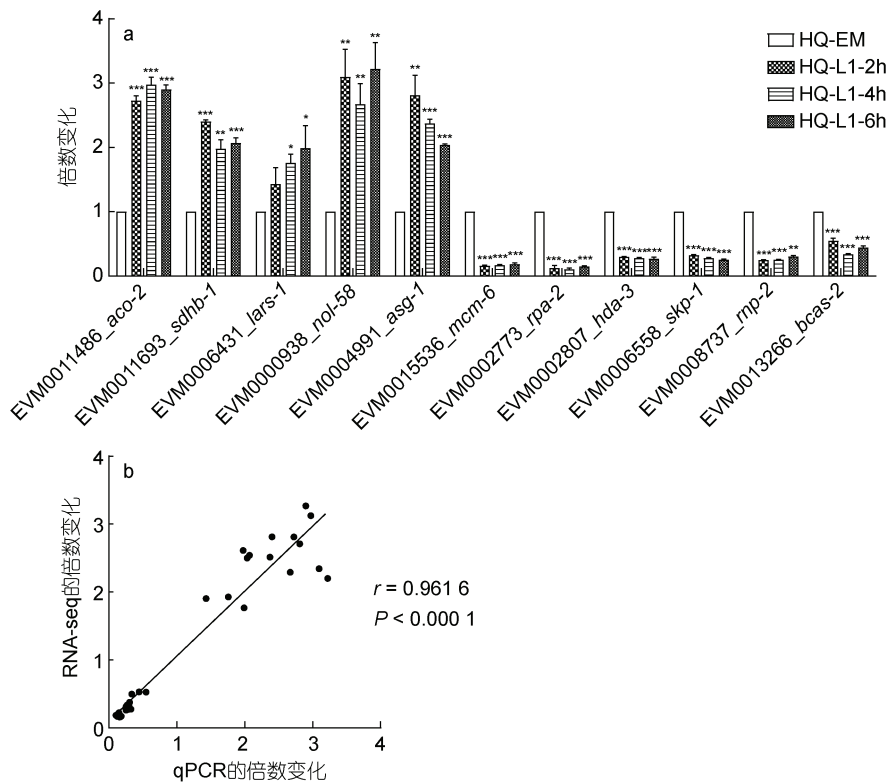 a
HQ-EM
HQ-L1-2h
HQ-L1-4h
HQ-L1-6h
倍数变化
4
3
2
1
0
*** *** ***
*** ** ***
* *
** ** **
** *** ***
*** *** ***
*** *** ***
*** *** ***
*** *** ***
*** *** **
*** *** ***
EVM0011486_aco-2
EVM0011693_sdhb-1
EVM0006431_lars-1
EVM0000938_nol-58
EVM0004991_asg-1
EVM0015536_mcm-6
EVM0002773_rpa-2
EVM0002807_hda-3
EVM0006558_skp-1
EVM0008737_rnp-2
EVM0013266_bcas-2
b
RNA-seq的倍数变化
4
3
2
1
0
r = 0.961 6
P < 0.000 1
0 1 2 3 4
qPCR的倍数变化